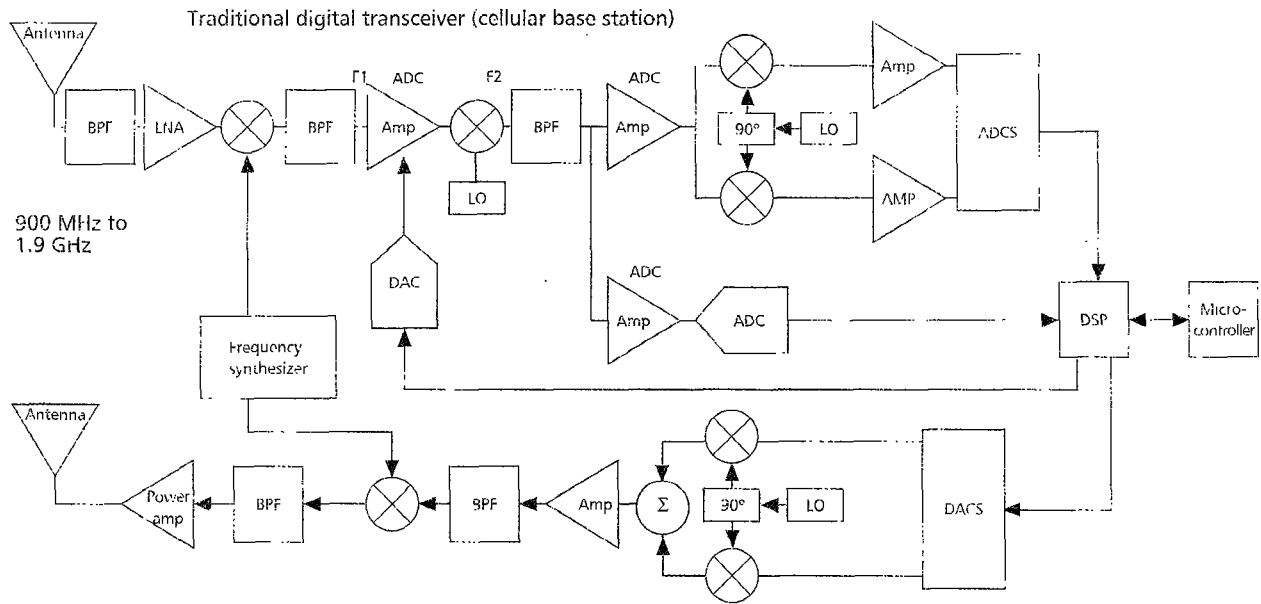 Traditional digital transceiver (cellular base station)
Antenna
BPF
LNA
BPF
F1
ADC
Amp
F2
LO
BPF
ADC
Amp
90°
LO
Amp
AMP
ADCS
900 MHz to
1.9 GHz
DAC
ADC
Amp
ADC
DSP
Micro-
controller
Frequency
synthesizer
Antenna
Power
amp
BPF
BPF
Amp
Σ
90°
LO
DACS